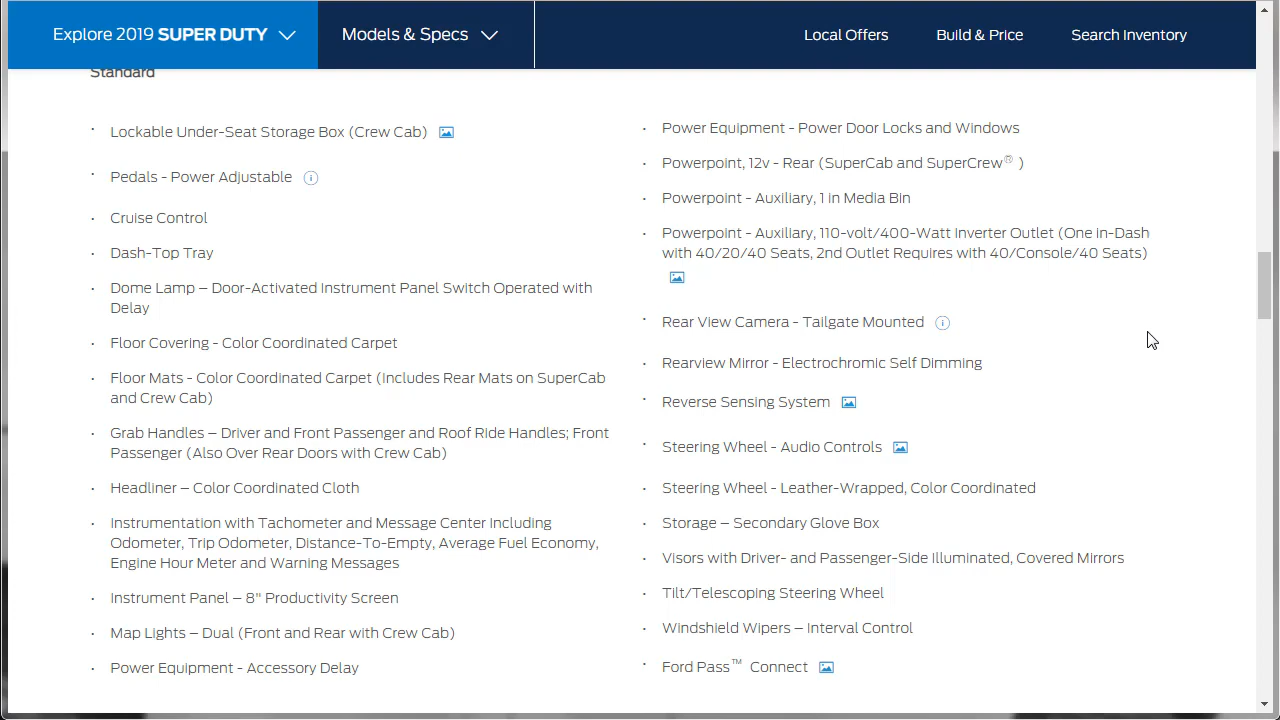 Explore 2019 SUPER DUTY
Models & Specs
Local Offers
Build & Price
Search Inventory
Standard
Lockable Under-Seat Storage Box (Crew Cab)
Pedals - Power Adjustable
Cruise Control
Dash-Top Tray
Dome Lamp – Door-Activated Instrument Panel Switch Operated with
Delay
Floor Covering - Color Coordinated Carpet
Floor Mats - Color Coordinated Carpet (Includes Rear Mats on SuperCab
and Crew Cab)
Grab Handles – Driver and Front Passenger and Roof Ride Handles; Front
Passenger (Also Over Rear Doors with Crew Cab)
Headliner – Color Coordinated Cloth
Instrumentation with Tachometer and Message Center Including
Odometer, Trip Odometer, Distance-To-Empty, Average Fuel Economy,
Engine Hour Meter and Warning Messages
Instrument Panel – 8" Productivity Screen
Map Lights – Dual (Front and Rear with Crew Cab)
Power Equipment - Accessory Delay
Power Equipment - Power Door Locks and Windows
Powerpoint, 12v - Rear (SuperCab and SuperCrew® )
Powerpoint - Auxiliary, 1 in Media Bin
Powerpoint - Auxiliary, 110-volt/400-Watt Inverter Outlet (One in-Dash
with 40/20/40 Seats, 2nd Outlet Requires with 40/Console/40 Seats)
Rear View Camera - Tailgate Mounted
Rearview Mirror - Electrochromic Self Dimming
Reverse Sensing System
Steering Wheel - Audio Controls
Steering Wheel - Leather-Wrapped, Color Coordinated
Storage – Secondary Glove Box
Visors with Driver- and Passenger-Side Illuminated, Covered Mirrors
Tilt/Telescoping Steering Wheel
Windshield Wipers – Interval Control
Ford Pass™ Connect